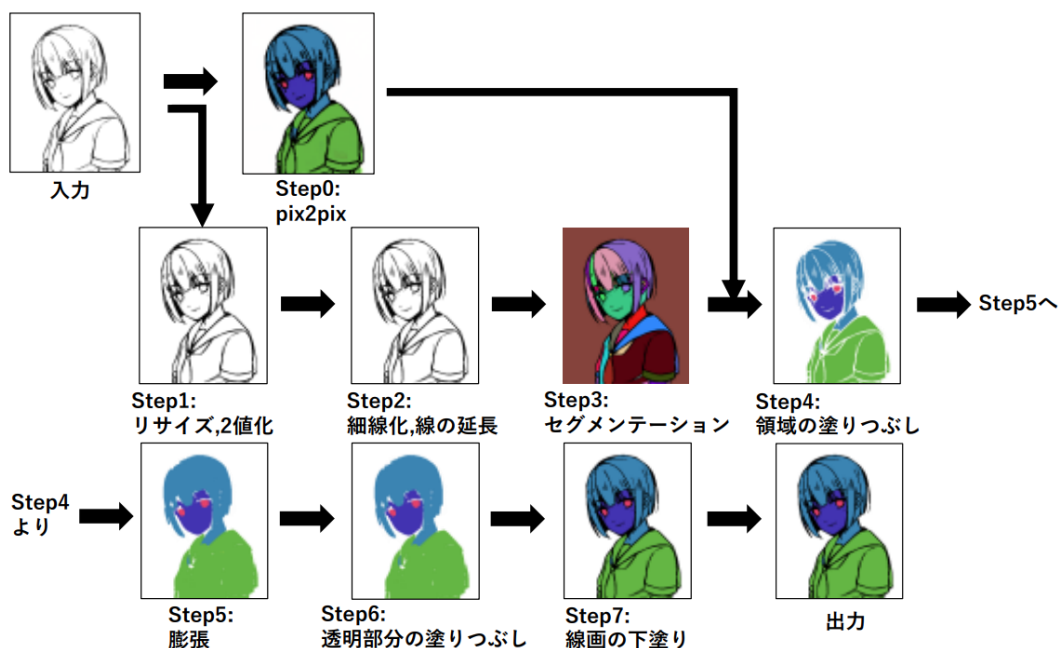 入力
Step0:
pix2pix
Step1:
リサイズ,2値化
Step2:
細線化,線の延長
Step3:
セグメンテーション
Step4:
領域の塗りつぶし
Step5へ
Step4
より
Step5:
膨張
Step6:
透明部分の塗りつぶし
Step7:
線画の下塗り
出力